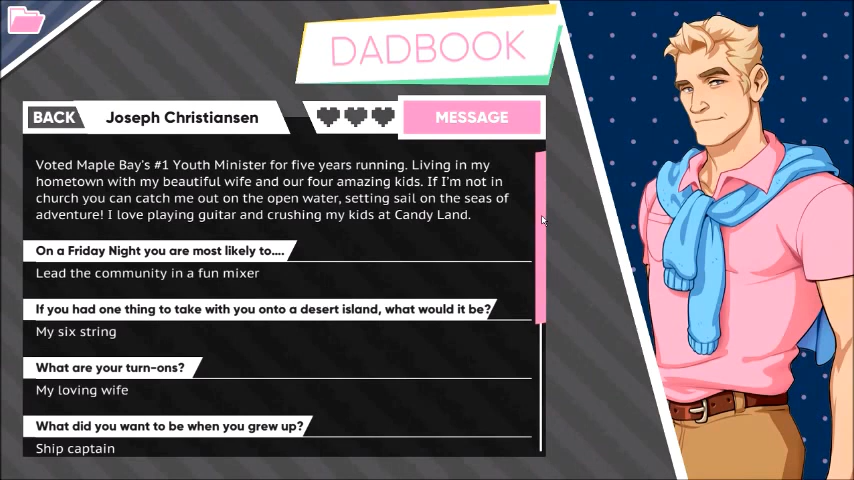 DADBOOK
BACK
Joseph Christiansen
MESSAGE
Voted Maple Bay's #1 Youth Minister for five years running. Living in my
hometown with my beautiful wife and our four amazing kids. If I'm not in
church you can catch me out on the open water, setting sail on the seas of
adventure! I love playing guitar and crushing my kids at Candy Land.
On a Friday Night you are most likely to....
Lead the community in a fun mixer
If you had one thing to take with you onto a desert island, what would it be?
My six string
What are your turn-ons?
My loving wife
What did you want to be when you grew up?
Ship captain